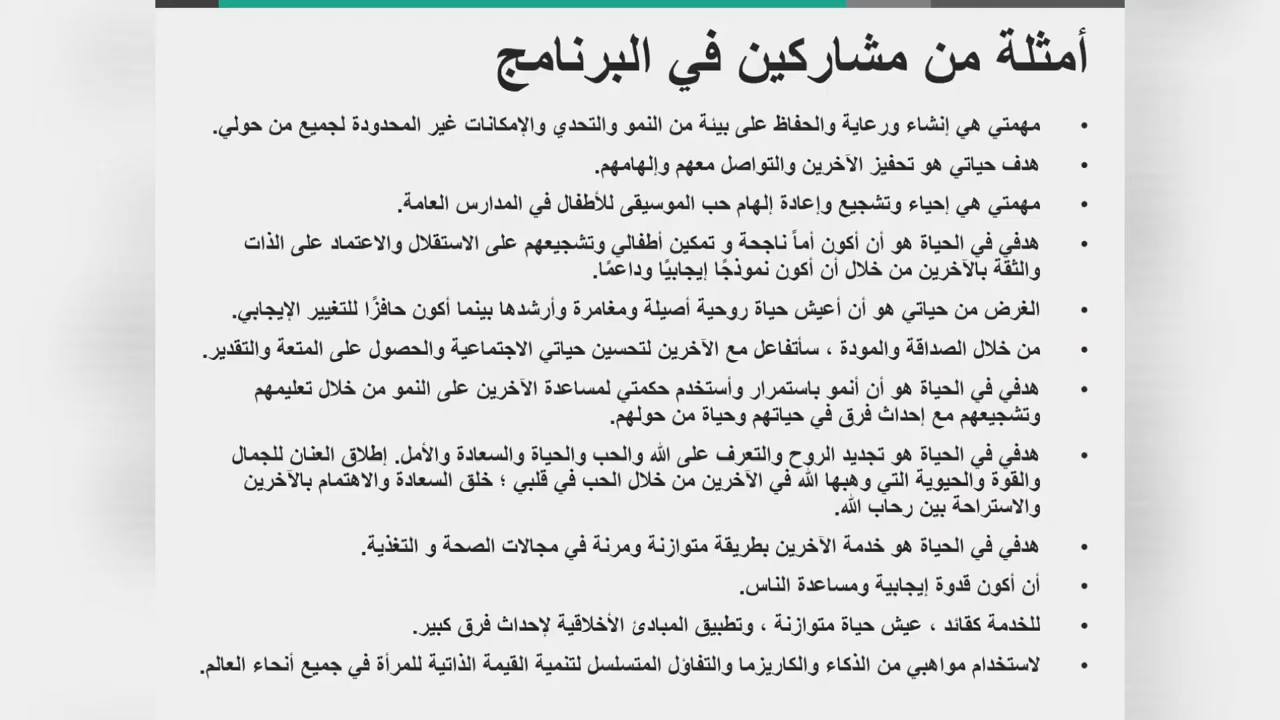 أمثلة من مشاركين في البرنامج
• مهمتي هي إنشاء ورعاية والحفاظ على بيئة من النمو والتحدي والإمكانات غير المحدودة لجميع من حولي.
• هدف حياتي هو تحفيز الآخرين والتواصل معهم وإلهامهم.
• مهمتي هي إحياء وتشجيع وإعادة إلهام حب الموسيقى للأطفال في المدارس العامة.
• هدفي في الحياة هو أن أكون أماً ناجحة و تمكين أطفالي وتشجيعهم على الاستقلال والاعتماد على الذات
والثقة بالآخرين من خلال أن أكون نموذجًا إيجابيًا وداعمًا.
• الغرض من حياتي هو أن أعيش حياة روحية أصيلة ومغامرة وأرشدها بينما أكون حافزًا للتغيير الإيجابي.
• من خلال الصداقة والمودة ، سأتفاعل مع الآخرين لتحسين حياتي الاجتماعية والحصول على المتعة والتقدير.
• هدفي في الحياة هو أن أنمو باستمرار وأستخدم حكمتي لمساعدة الآخرين على النمو من خلال تعليمهم
وتشجيعهم مع إحداث فرق في حياتهم وحياة من حولهم.
• هدفي في الحياة هو تجديد الروح والتعرف على الله والحب والحياة والسعادة والأمل. إطلاق العنان للجمال
والقوة والحيوية التي وهبها الله في الآخرين من خلال الحب في قلبي ؛ خلق السعادة والاهتمام بالآخرين
والاستراحة بين رحاب الله.
• هدفي في الحياة هو خدمة الآخرين بطريقة متوازنة ومرنة في مجالات الصحة و التغذية.
• أن أكون قدوة إيجابية ومساعدة الناس.
• للخدمة كقائد ، عيش حياة متوازنة ، وتطبيق المبادئ الأخلاقية لإحداث فرق كبير.
• لاستخدام مواهبي من الذكاء والكاريزما والتفاؤل المتسلسل لتنمية القيمة الذاتية للمرأة في جميع أنحاء العالم.